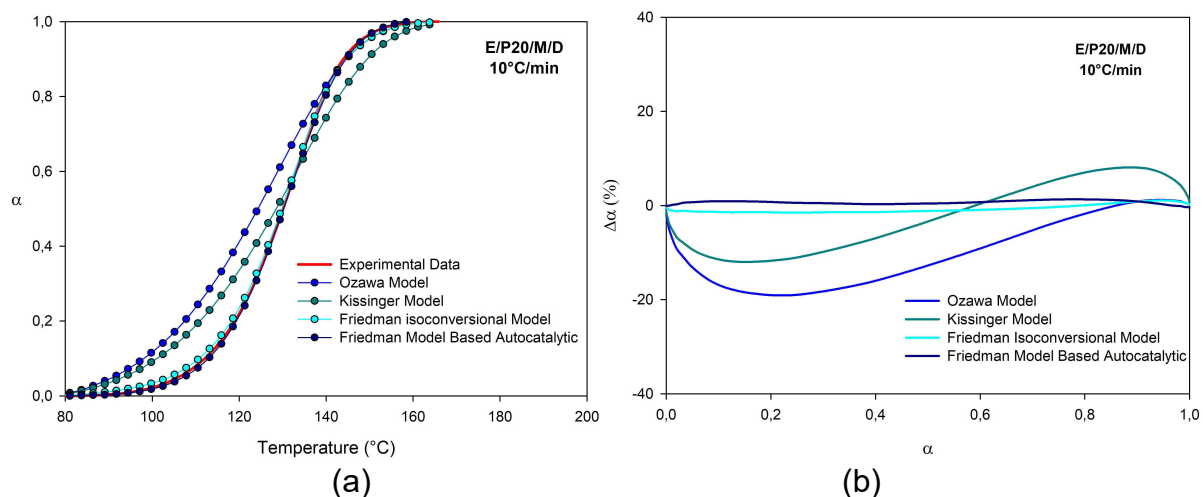 1,0
0,8
0,6
0,4
0,2
0,0
α
E/P20/M/D
10°C/min
Experimental Data
Ozawa Model
Kissinger Model
Friedman isoconversional Model
Friedman Model Based Autocatalytic
80 100 120 140 160 180 200
Temperature (°C)
(a)
40
20
0
-20
-40
Δα (%)
E/P20/M/D
10°C/min
Ozawa Model
Kissinger Model
Friedman Isoconversional Model
Friedman Model Based Autocatalytic
0,0 0,2 0,4 0,6 0,8 1,0
α
(b)